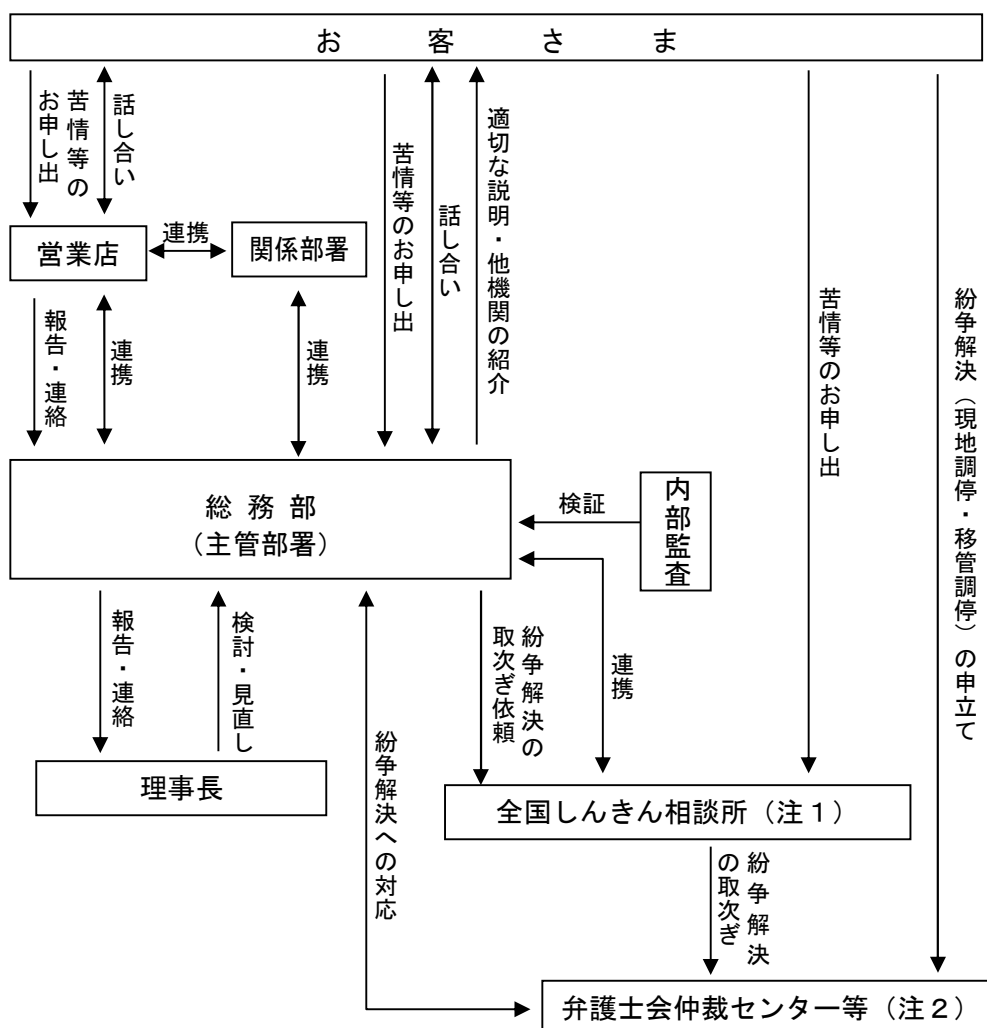 お客さま
苦情等の
お申し出
話し合い
苦情等のお申し出
話し合い
適切な説明・他機関の紹介
苦情等のお申し出
紛争解決（現地調停・移管調停）の申立て
営業店
連携
関係部署
報告・連絡
連携
連携
総務部
（主管部署）
検証
内部監査
報告・連絡
検討・見直し
紛争解決への対応
紛争解決の
取次ぎ依頼
連携
理事長
全国しんきん相談所（注１）
紛争解決
の取次ぎ
弁護士会仲裁センター等（注２）